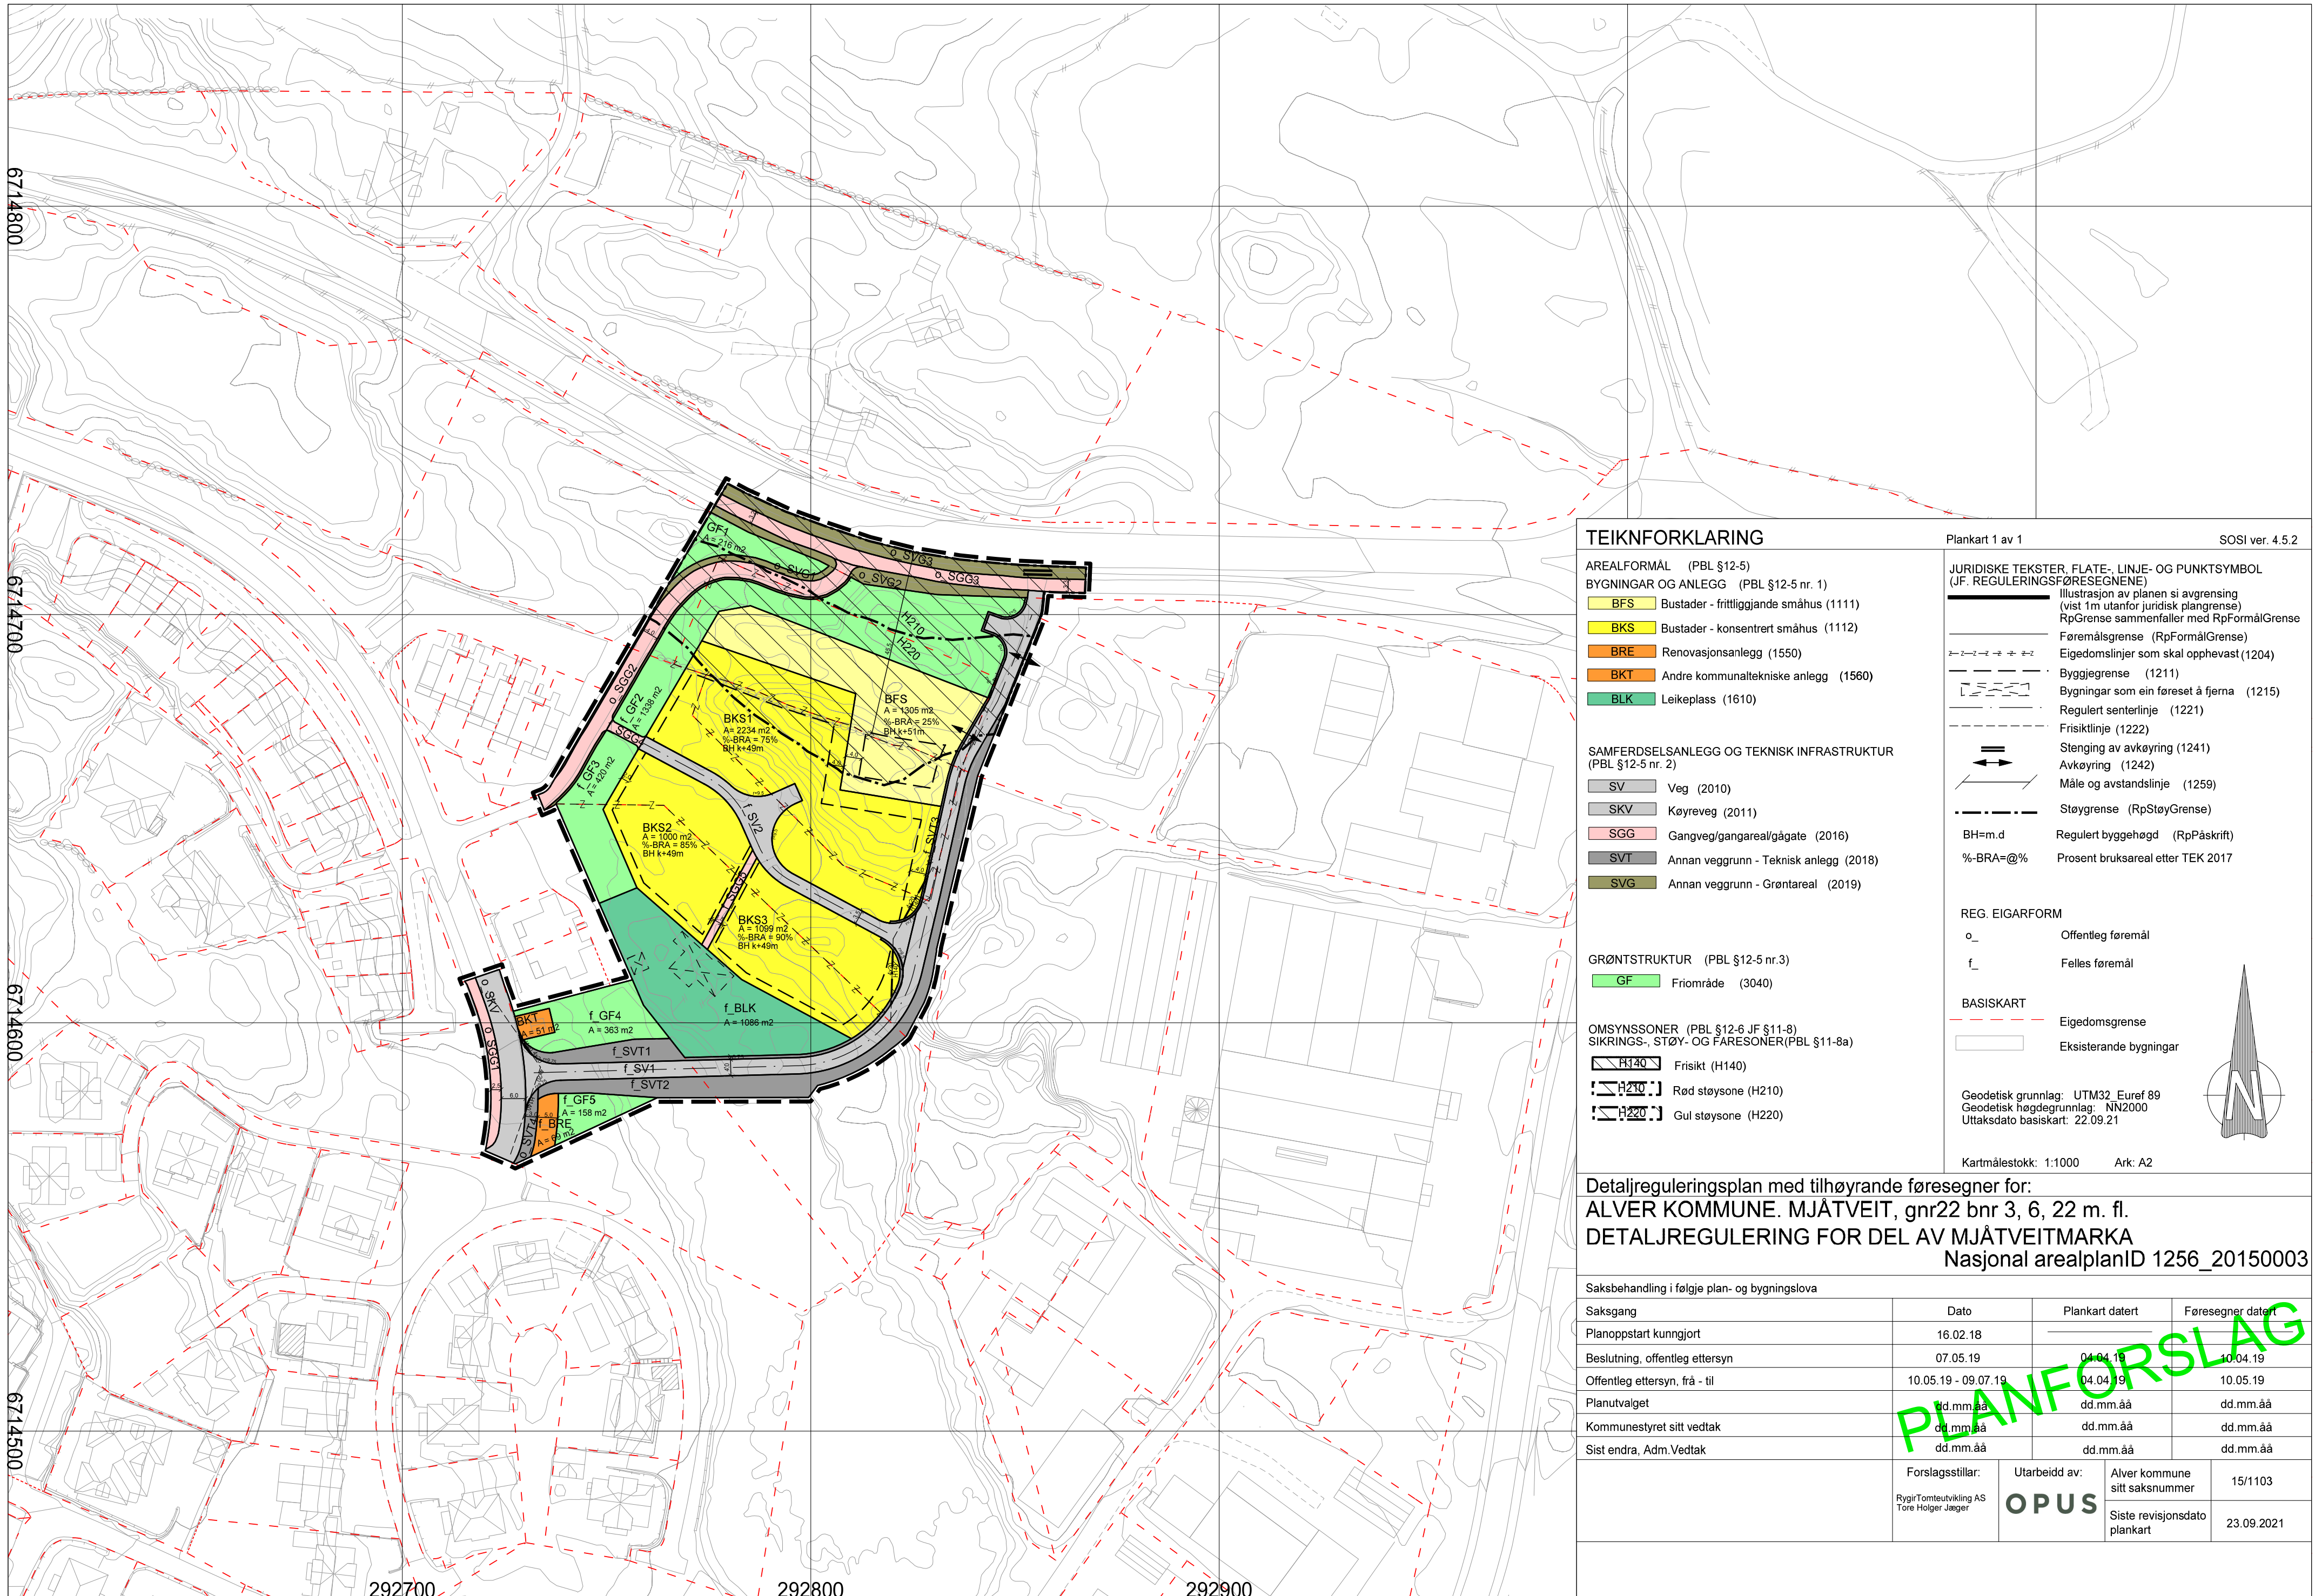 6714800
6714700
6714600
6714500
292700
292800
292900
GF1
A = 216 m2
o_SVG1
o_SVG3
o_SVG2
o_SGG3
H210
H220
o_SGG2
f_GF2
A = 1338 m2
BFS
A = 1305 m2
%-BRA = 25%
BH k+51m
BKS1
A= 2234 m2
%-BRA = 75%
BH k+49m
f_GF3
A = 420 m2
f_SV2
f_SVT3
BKS2
A = 1000 m2
%-BRA = 85%
BH k+49m
f_SGG5
BKS3
A = 1099 m2
%-BRA = 90%
BH k+49m
o_SKV
o_SGG1
BKT
A = 51 m2
f_GF4
A = 363 m2
f_BLK
A = 1086 m2
f_SVT1
f_SV1
f_SVT2
2.5
6.0
5.0
f_GF5
A = 158 m2
f_BRE
A = 69 m2
TEIKNFORKLARING
Plankart 1 av 1
SOSI ver. 4.5.2
AREALFORMÅL (PBL §12-5)
BYGNINGAR OG ANLEGG (PBL §12-5 nr. 1)
BFS Bustader - frittliggjande småhus (1111)
BKS Bustader - konsentrert småhus (1112)
BRE Renovasjonsanlegg (1550)
BKT Andre kommunaltekniske anlegg (1560)
BLK Leikeplass (1610)
SAMFERDSELSANLEGG OG TEKNISK INFRASTRUKTUR
(PBL §12-5 nr. 2)
SV Veg (2010)
SKV Køyreveg (2011)
SGG Gangveg/gangareal/gågate (2016)
SVT Annan veggrunn - Teknisk anlegg (2018)
SVG Annan veggrunn - Grøntareal (2019)
GRØNTSTRUKTUR (PBL §12-5 nr.3)
GF Friområde (3040)
OMSYNSSONER (PBL §12-6 JF §11-8)
SIKRINGS-, STØY- OG FARESONER(PBL §11-8a)
H140 Frisikt (H140)
H210 Rød støysone (H210)
H220 Gul støysone (H220)
JURIDISKE TEKSTER, FLATE-, LINJE- OG PUNKTSYMBOL
(JF. REGULERINGSFØRESEGNENE)
Illustrasjon av planen si avgrensing
(vist 1m utanfor juridisk plangrense)
RpGrense sammenfaller med RpFormålGrense
Føremålsgrense (RpFormålGrense)
Eigedomslinjer som skal opphevast (1204)
Byggjegrense (1211)
Bygningar som ein føreset å fjerna (1215)
Regulert senterlinje (1221)
Frisiktlinje (1222)
Stenging av avkøyring (1241)
Avkøyring (1242)
Måle og avstandslinje (1259)
Støygrense (RpStøyGrense)
BH=m.d Regulert byggehøgd (RpPåskrift)
%-BRA=@% Prosent bruksareal etter TEK 2017
REG. EIGARFORM
o_ Offentleg føremål
f_ Felles føremål
BASISKART
Eigedomsgrense
Eksisterande bygningar
Geodetisk grunnlag: UTM32_Euref 89
Geodetisk høgdegrunnlag: NN2000
Uttaksdato basiskart: 22.09.21
Kartmålestokk: 1:1000 Ark: A2
N
Detaljreguleringsplan med tilhøyrande føresegner for:
ALVER KOMMUNE. MJÅTVEIT, gnr22 bnr 3, 6, 22 m. fl.
DETALJREGULERING FOR DEL AV MJÅTVEITMARKA
Nasjonal arealplanID 1256_20150003
Saksbehandling i følgje plan- og bygningslova
Saksgang Dato Plankart datert Føresegner datert
Planoppstart kunngjort 16.02.18
Beslutning, offentleg ettersyn 07.05.19 04.04.19 10.04.19
Offentleg ettersyn, frå - til 10.05.19 - 09.07.19 04.04.19 10.05.19
Planutvalget dd.mm.åå dd.mm.åå dd.mm.åå
Kommunestyret sitt vedtak dd.mm.åå dd.mm.åå dd.mm.åå
Sist endra, Adm.Vedtak dd.mm.åå dd.mm.åå dd.mm.åå
PLANFORSLAG
Forslagsstillar:
RygirTomteutvikling AS
Tore Holger Jæger
Utarbeidd av:
OPUS
Alver kommune
sitt saksnummer
15/1103
Siste revisjonsdato
plankart
23.09.2021